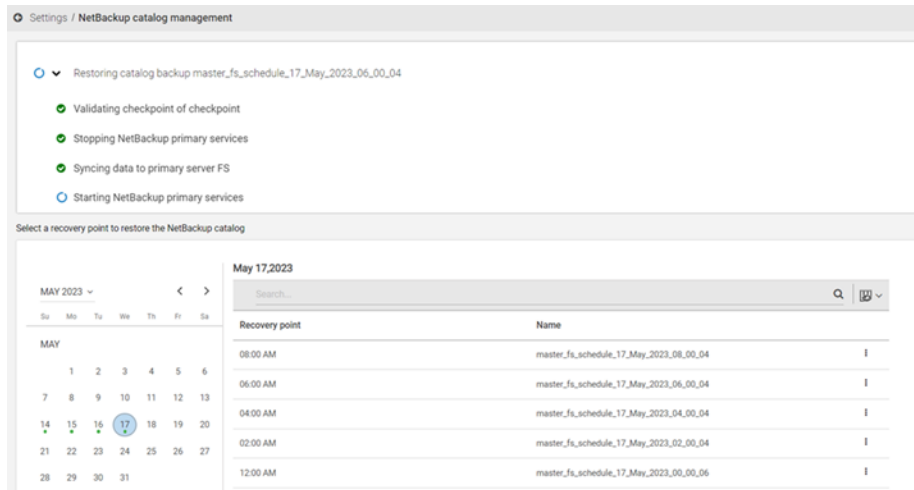 Settings / NetBackup catalog management
Restoring catalog backup master_fs_schedule_17_May_2023_06_00_04
Validating checkpoint of checkpoint
Stopping NetBackup primary services
Syncing data to primary server FS
Starting NetBackup primary services
Select a recovery point to restore the NetBackup catalog
MAY 2023
Su Mo Tu We Th Fr Sa
MAY
1 2 3 4 5 6
7 8 9 10 11 12 13
14 15 16 17 18 19 20
21 22 23 24 25 26 27
28 29 30 31
May 17,2023
Search...
Recovery point Name
08:00 AM master_fs_schedule_17_May_2023_08_00_04
06:00 AM master_fs_schedule_17_May_2023_06_00_04
04:00 AM master_fs_schedule_17_May_2023_04_00_04
02:00 AM master_fs_schedule_17_May_2023_02_00_04
12:00 AM master_fs_schedule_17_May_2023_00_00_06